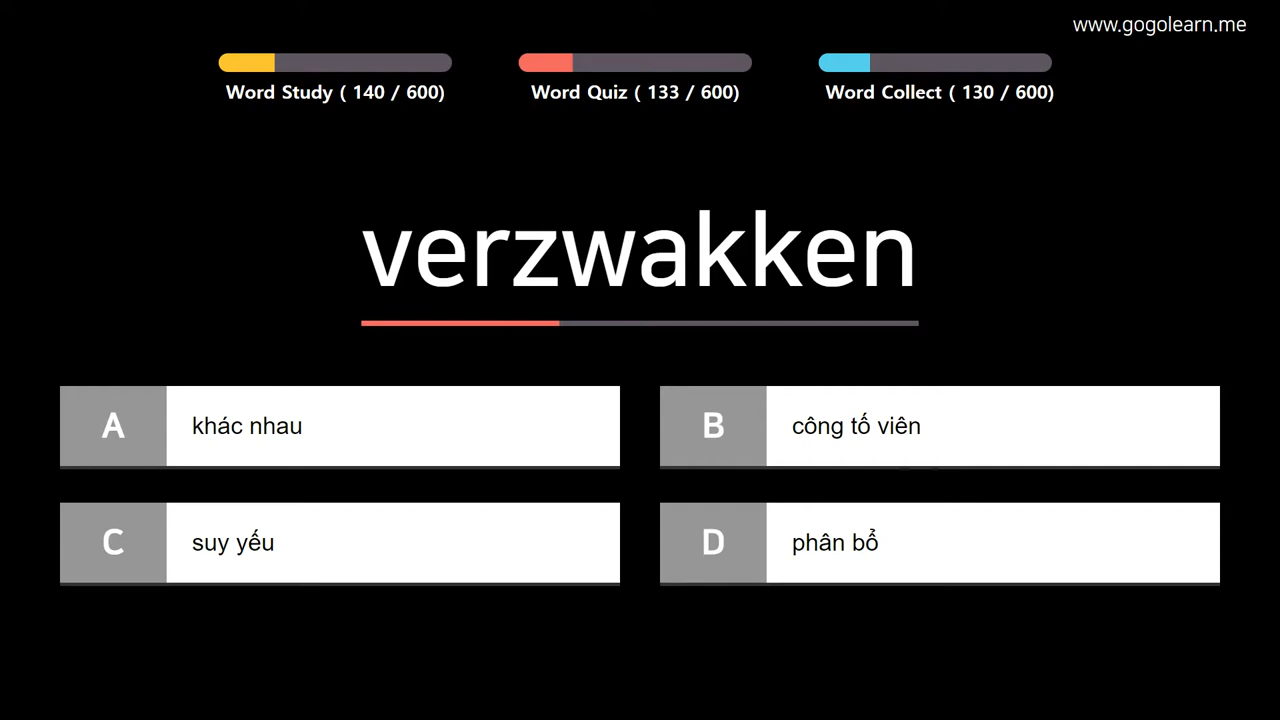 www.gogolearn.me
Word Study ( 140 / 600)
Word Quiz ( 133 / 600)
Word Collect ( 130 / 600)
verzwakken
A khác nhau
B công tố viên
C suy yếu
D phân bổ